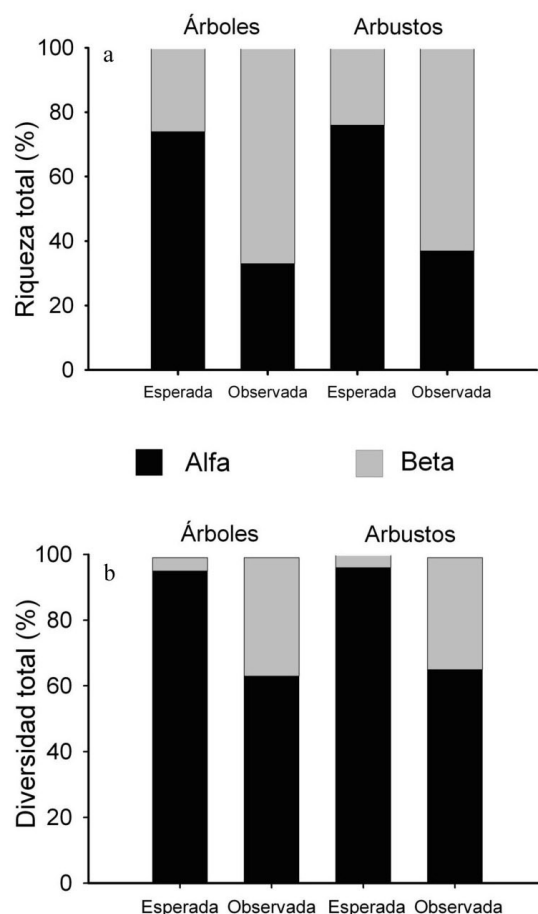 Árboles Arbustos
a
100
80
60
40
20
0
Riqueza total (%)
Esperada Observada Esperada Observada
Alfa Beta
Árboles Arbustos
b
100
80
60
40
20
0
Diversidad total (%)
Esperada Observada Esperada Observada